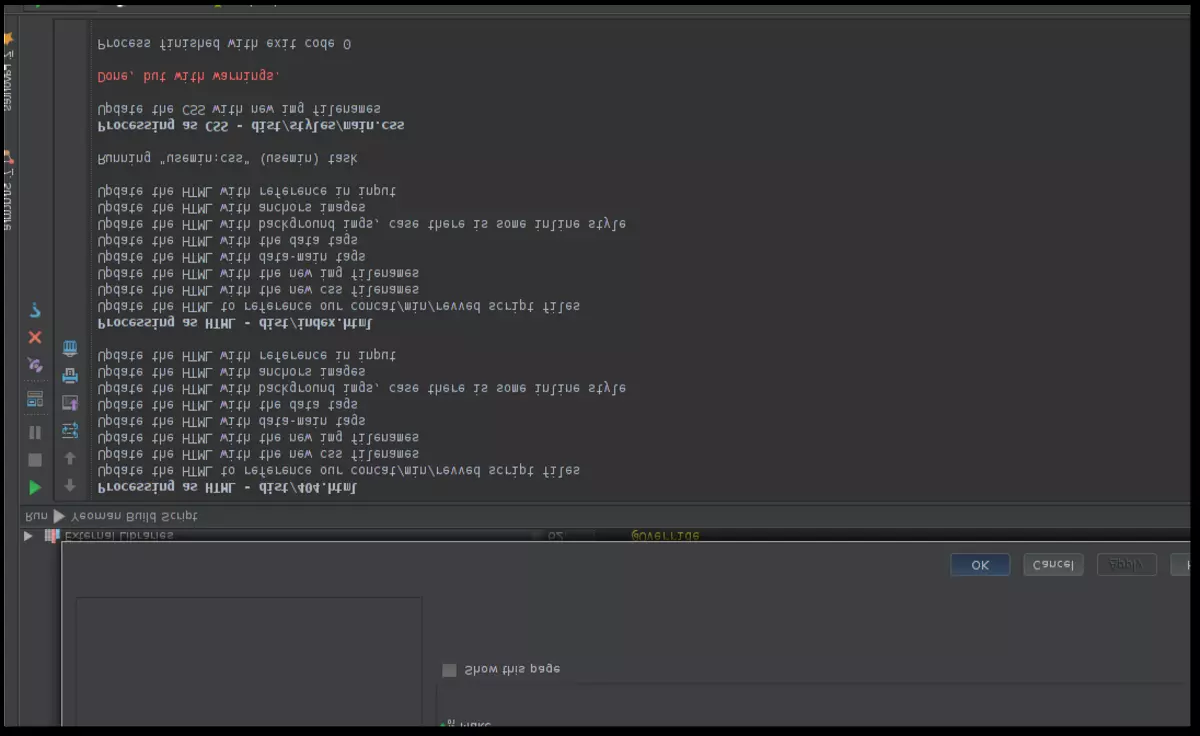 Make
Show this page
OK Cancel Apply
External Libraries 62 @Override
Run Yeoman Build Script
Processing as HTML - dist/404.html
Update the HTML to reference our concat/min/revved script files
Update the HTML with the new css filenames
Update the HTML with the new img filenames
Update the HTML with data-main tags
Update the HTML with the data tags
Update the HTML with background imgs, case there is some inline style
Update the HTML with anchors images
Update the HTML with reference in input
Processing as HTML - dist/index.html
Update the HTML to reference our concat/min/revved script files
Update the HTML with the new css filenames
Update the HTML with the new img filenames
Update the HTML with data-main tags
Update the HTML with the data tags
Update the HTML with background imgs, case there is some inline style
Update the HTML with anchors images
Update the HTML with reference in input
Running "usemin:css" (usemin) task
Processing as CSS - dist/styles/main.css
Update the CSS with new img filenames
Done, but with warnings.
Process finished with exit code 0